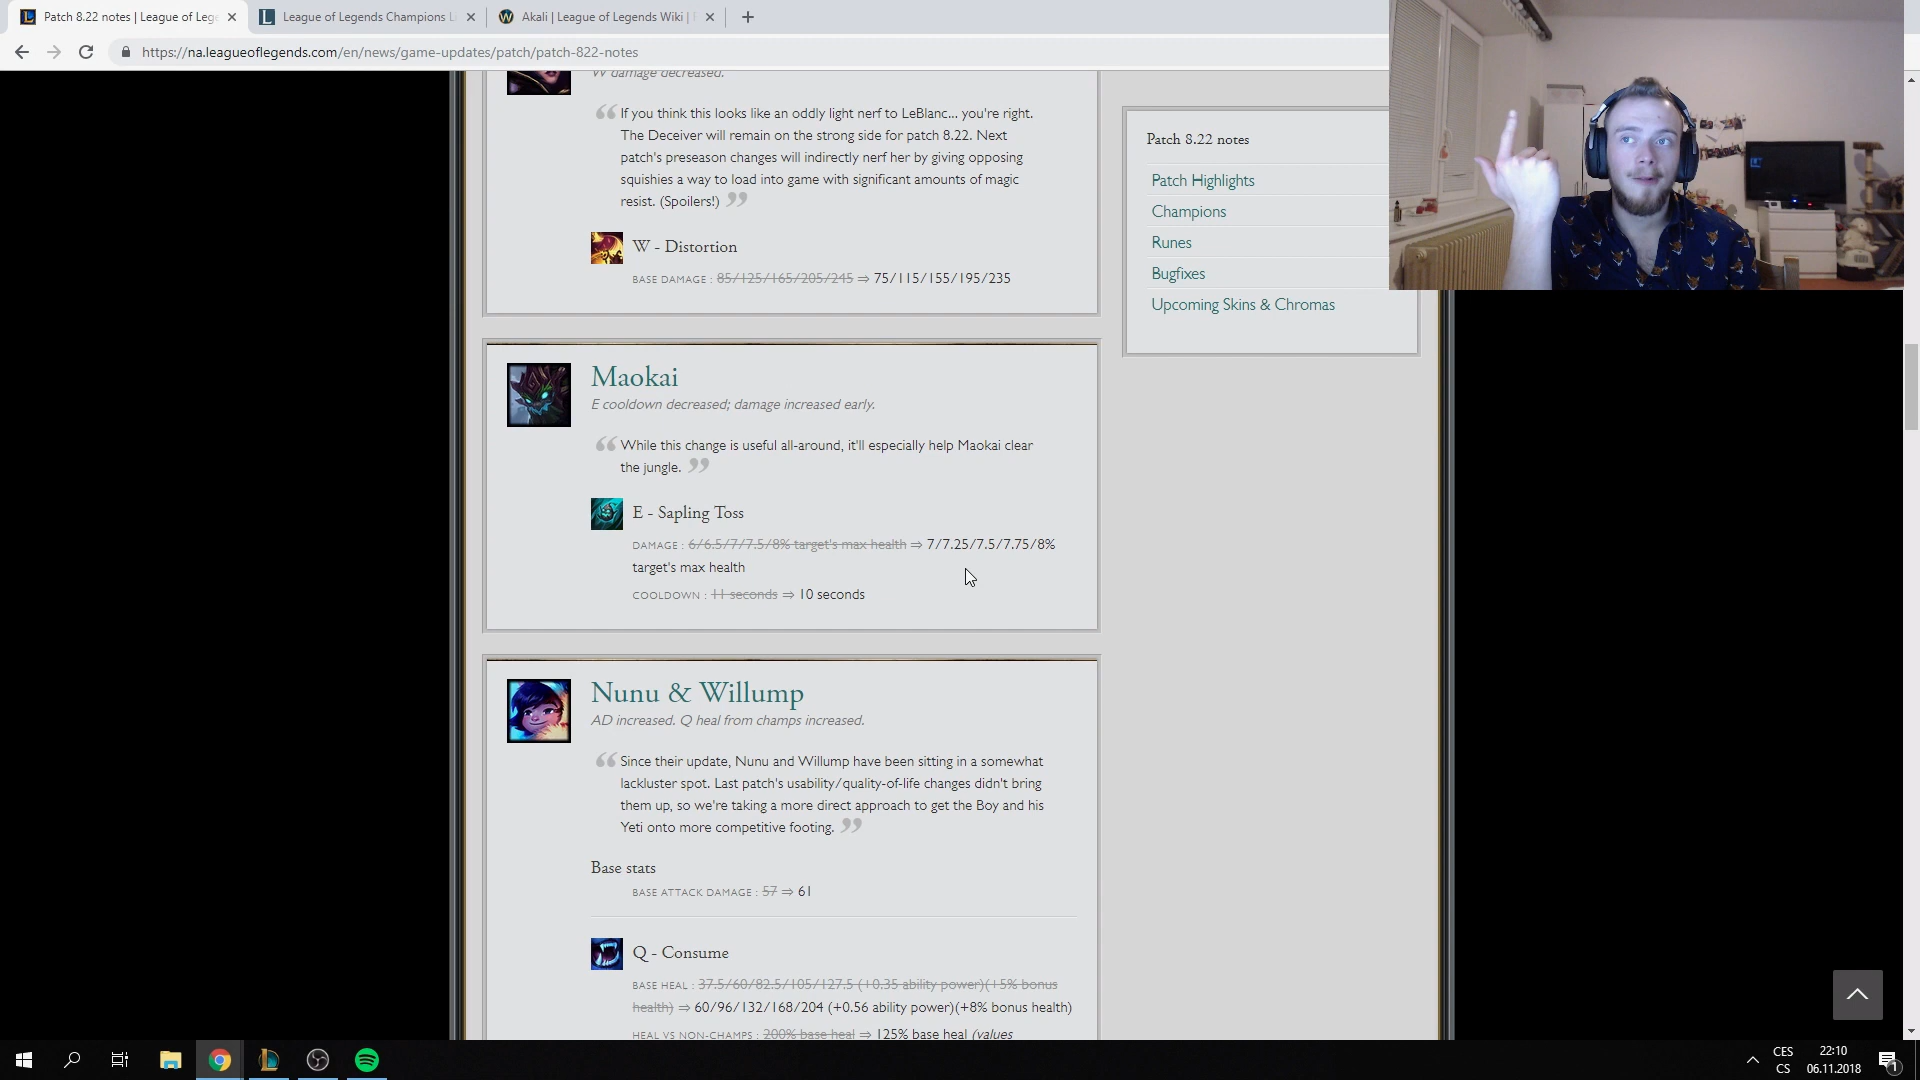 Patch 8.22 notes | League of Lege
League of Legends Champions Li
Akali | League of Legends Wiki |
https://na.leagueoflegends.com/en/news/game-updates/patch/patch-822-notes
W damage decreased.
“ If you think this looks like an oddly light nerf to LeBlanc... you're right.
The Deceiver will remain on the strong side for patch 8.22. Next
patch's preseason changes will indirectly nerf her by giving opposing
squishies a way to load into game with significant amounts of magic
resist. (Spoilers!) ”
W - Distortion
BASE DAMAGE : 85/125/165/205/245 ⇒ 75/115/155/195/235
Maokai
E cooldown decreased; damage increased early.
“ While this change is useful all-around, it'll especially help Maokai clear
the jungle. ”
E - Sapling Toss
DAMAGE : 6/6.5/7/7.5/8% target's max health ⇒ 7/7.25/7.5/7.75/8%
target's max health
COOLDOWN : 11 seconds ⇒ 10 seconds
Nunu & Willump
AD increased. Q heal from champs increased.
“ Since their update, Nunu and Willump have been sitting in a somewhat
lackluster spot. Last patch's usability/quality-of-life changes didn't bring
them up, so we're taking a more direct approach to get the Boy and his
Yeti onto more competitive footing. ”
Base stats
BASE ATTACK DAMAGE : 57 ⇒ 61
Q - Consume
BASE HEAL : 37.5/60/82.5/105/127.5 (+0.35 ability power)(+5% bonus
health) ⇒ 60/96/132/168/204 (+0.56 ability power)(+8% bonus health)
HEAL VS NON-CHAMPS : 200% base heal ⇒ 125% base heal (values
Patch 8.22 notes
Patch Highlights
Champions
Runes
Bugfixes
Upcoming Skins & Chromas
CES
CS
22:10
06.11.2018
1